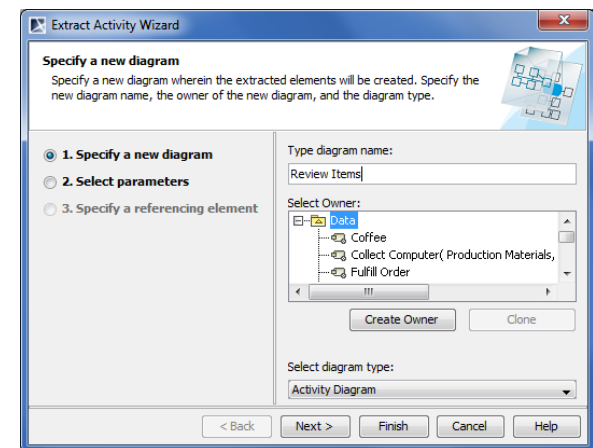 Extract Activity Wizard
Specify a new diagram
Specify a new diagram wherein the extracted elements will be created. Specify the
new diagram name, the owner of the new diagram, and the diagram type.
1. Specify a new diagram
2. Select parameters
3. Specify a referencing element
Type diagram name:
Review Items
Select Owner:
Data
Coffee
Collect Computer( Production Materials,
Fulfill Order
Create Owner
Clone
Select diagram type:
Activity Diagram
< Back
Next >
Finish
Cancel
Help